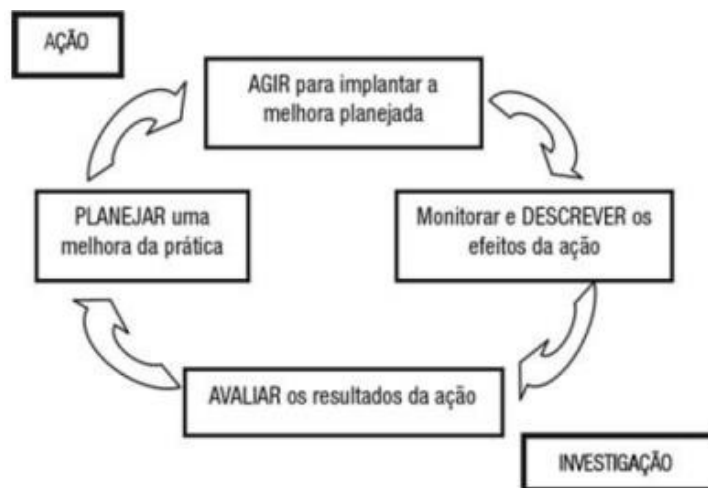 AÇÃO
AGIR para implantar a
melhora planejada
PLANEJAR uma
melhora da prática
Monitorar e DESCREVER os
efeitos da ação
AVALIAR os resultados da ação
INVESTIGAÇÃO